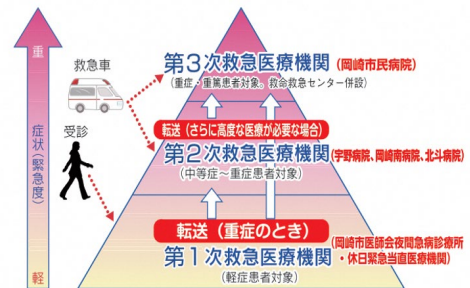 重
症状(緊急度)
軽
救急車
受診
第3次救急医療機関
(岡崎市民病院)
(重症・重篤患者対象。救命救急センター併設)
転送(さらに高度な医療が必要な場合)
第2次救急医療機関
(宇野病院、岡崎南病院、北斗病院)
(中等症〜重症患者対象)
転送(重症のとき)
第1次救急医療機関
(岡崎市医師会夜間急病診療所
・休日緊急当直医療機関)
(軽症患者対象)